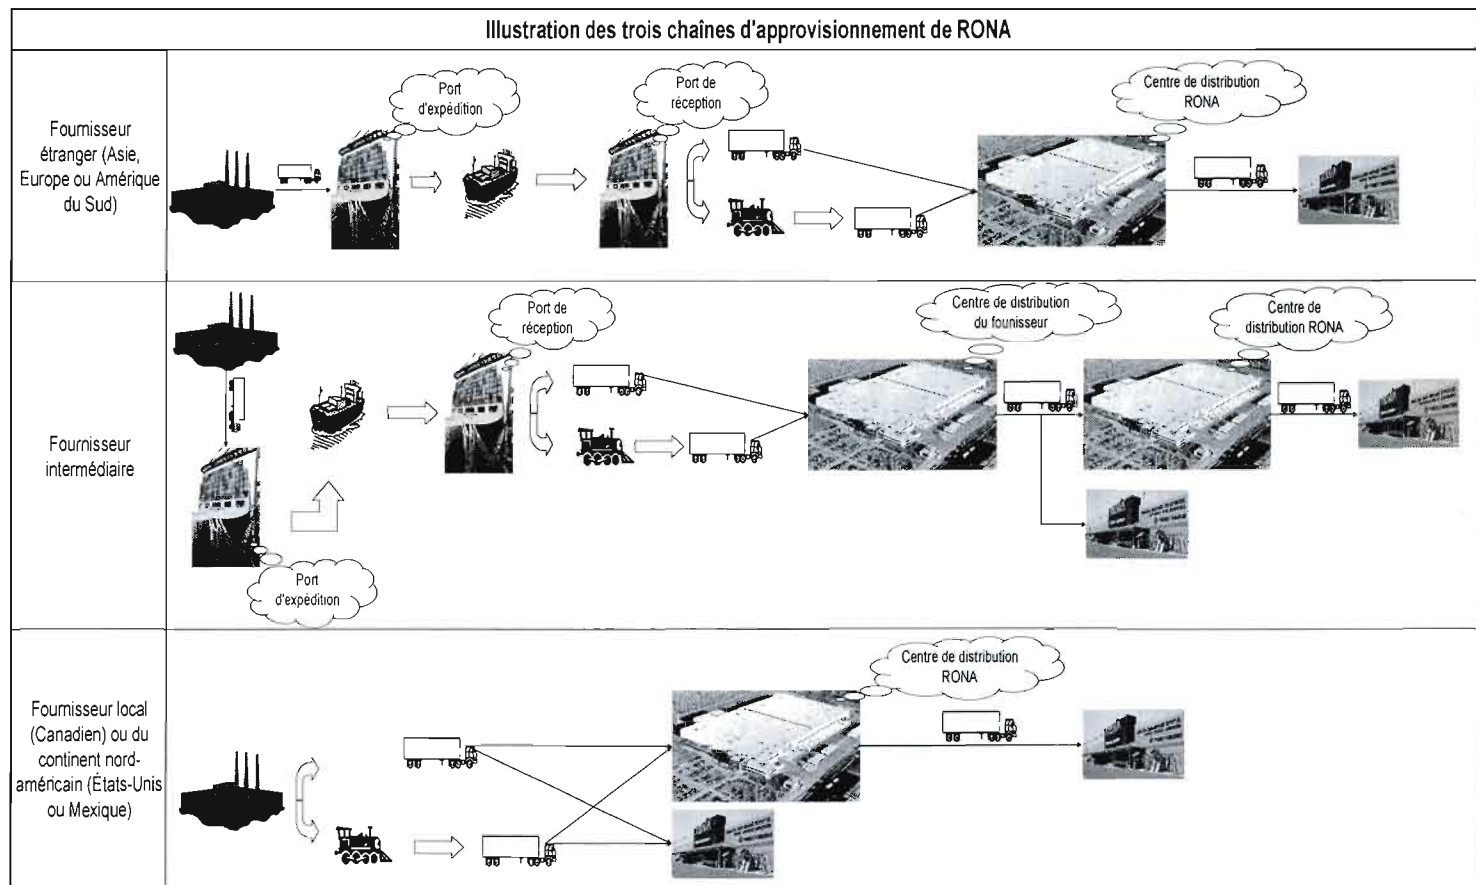 Illustration des trois chaînes d'approvisionnement de RONA
Fournisseur
étranger (Asie,
Europe ou Amérique
du Sud)
Port
d'expédition
Port de
réception
Centre de distribution
RONA
Fournisseur
intermédiaire
Port
d'expédition
Port de
réception
Centre de distribution
du founisseur
Centre de
distribution RONA
Fournisseur local
(Canadien) ou du
continent nord-
américain (États-Unis
ou Mexique)
Centre de distribution
RONA